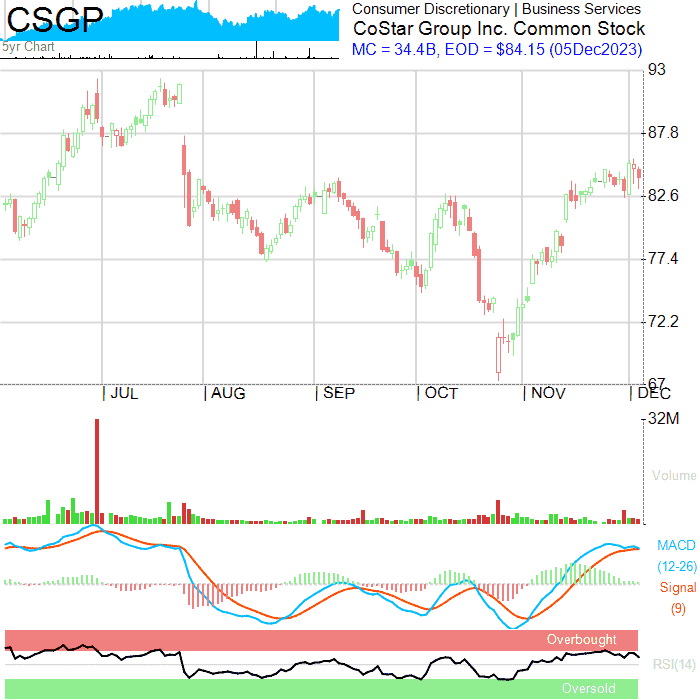 CSGP
5yr Chart
Consumer Discretionary | Business Services
CoStar Group Inc. Common Stock
MC = 34.4B, EOD = $84.15 (05Dec2023)
93
87.8
82.6
77.4
72.2
67
JUL
AUG
SEP
OCT
NOV
DEC
32M
Volume
MACD
(12-26)
Signal
(9)
Overbought
RSI(14)
Oversold